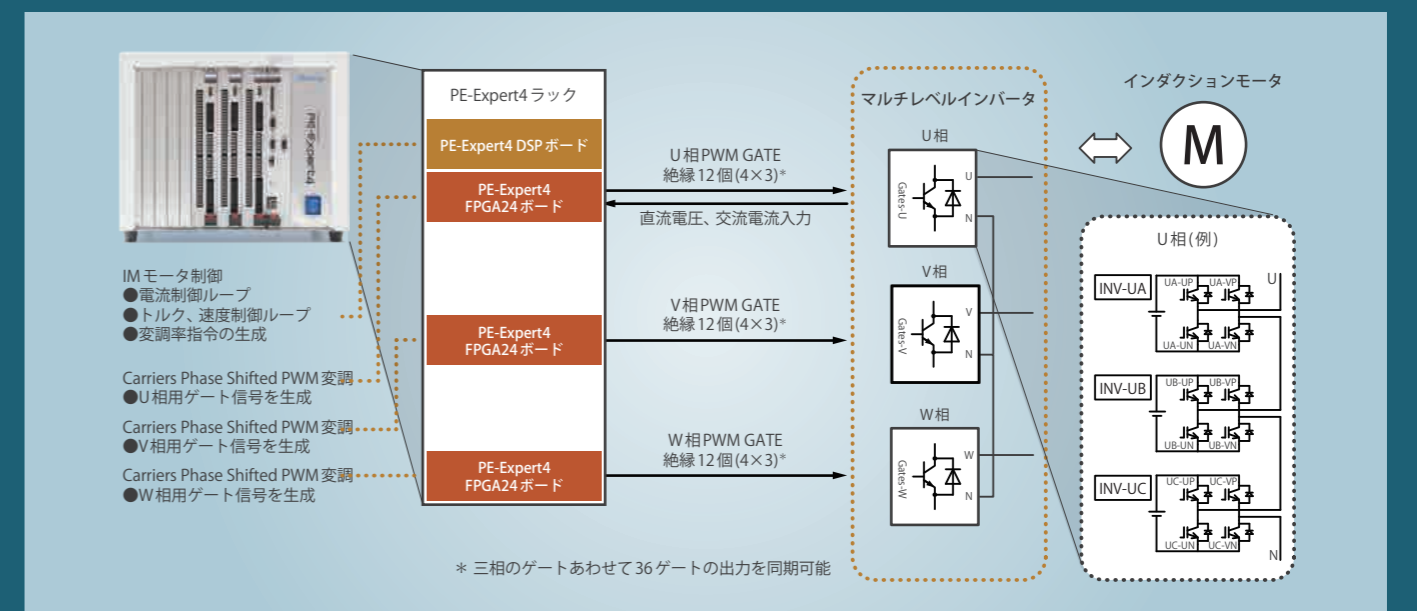 PE-Expert4
PE-Expert4ラック
PE-Expert4 DSPボード
PE-Expert4
FPGA24ボード
PE-Expert4
FPGA24ボード
PE-Expert4
FPGA24ボード
IMモータ制御
●電流制御ループ
●トルク、速度制御ループ
●変調率指令の生成
Carriers Phase Shifted PWM変調
●U相用ゲート信号を生成
Carriers Phase Shifted PWM変調
●V相用ゲート信号を生成
Carriers Phase Shifted PWM変調
●W相用ゲート信号を生成
U相PWM GATE
絶縁12個(4×3)*
直流電圧、交流電流入力
V相PWM GATE
絶縁12個(4×3)*
W相PWM GATE
絶縁12個(4×3)*
＊ 三相のゲートあわせて36ゲートの出力を同期可能
マルチレベルインバータ
U相
Gates-U
U
N
V相
Gates-V
V
N
W相
Gates-W
W
N
インダクションモータ
M
U相(例)
INV-UA
UA-UP
UA-VP
U
UA-UN
UA-VN
INV-UB
UB-UP
UB-VP
UB-UN
UB-VN
INV-UC
UC-UP
UC-VP
UC-UN
UC-VN
N